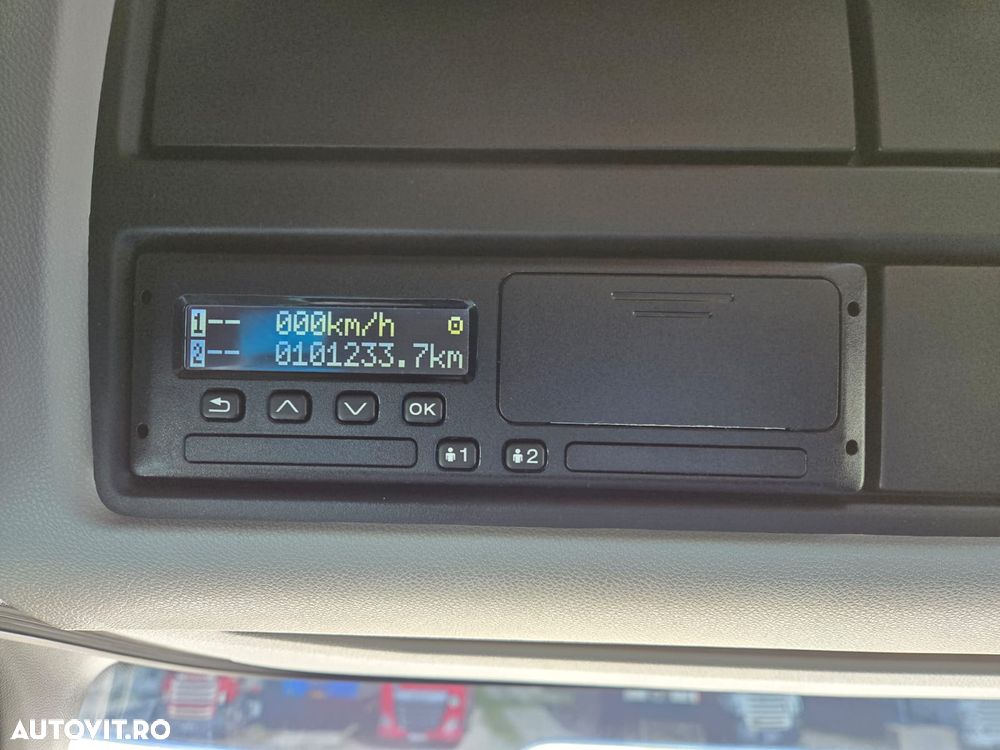 1-- 000km/h
2-- 0101233.7km
OK
1 2
AUTOVIT.RO